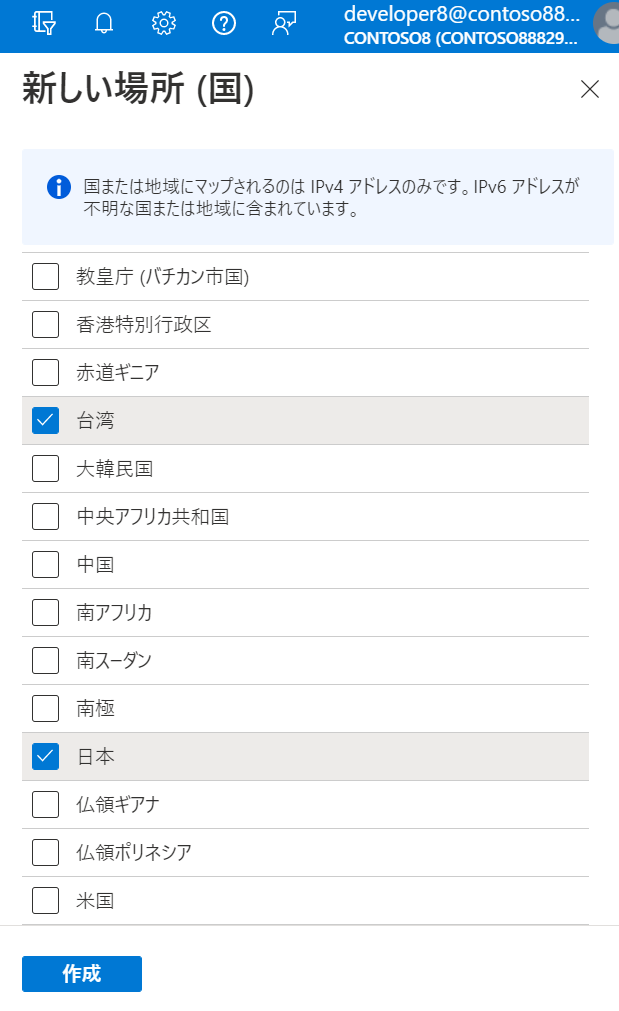 developer8@contoso88...
CONTOSO8 (CONTOSO88829...
新しい場所 (国)
国または地域にマップされるのは IPv4 アドレスのみです。IPv6 アドレスが
不明な国または地域に含まれています。
教皇庁 (バチカン市国)
香港特別行政区
赤道ギニア
台湾
大韓民国
中央アフリカ共和国
中国
南アフリカ
南スーダン
南極
日本
仏領ギアナ
仏領ポリネシア
米国
作成